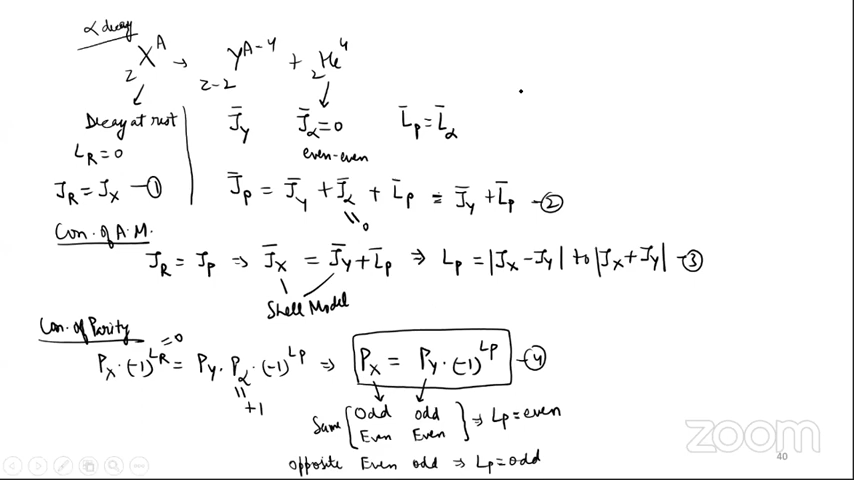 α decay
zX^A → z-2Y^A-4 + 2He^4
Decay at rest
L_R = 0
J_R = J_X —①
J̄_Y J̄_α = 0 L̄_P = L̄_α
even-even
J̄_P = J̄_Y + J̄_α + L̄_P = J̄_Y + L̄_P —②
=0
Con. of A.M.
J_R = J_P ⇒ J̄_X = J̄_Y + L̄_P ⇒ L_P = |J_X - J_Y| to |J_X + J_Y| —③
Shell Model
Con. of Parity
P_X · (-1)^L_R=0 = P_Y · P_α · (-1)^L_P ⇒ P_X = P_Y · (-1)^L_P —④
= +1
Same [Odd odd
Even Even] ⇒ L_P = even
opposite Even odd ⇒ L_P = odd
zoom
40